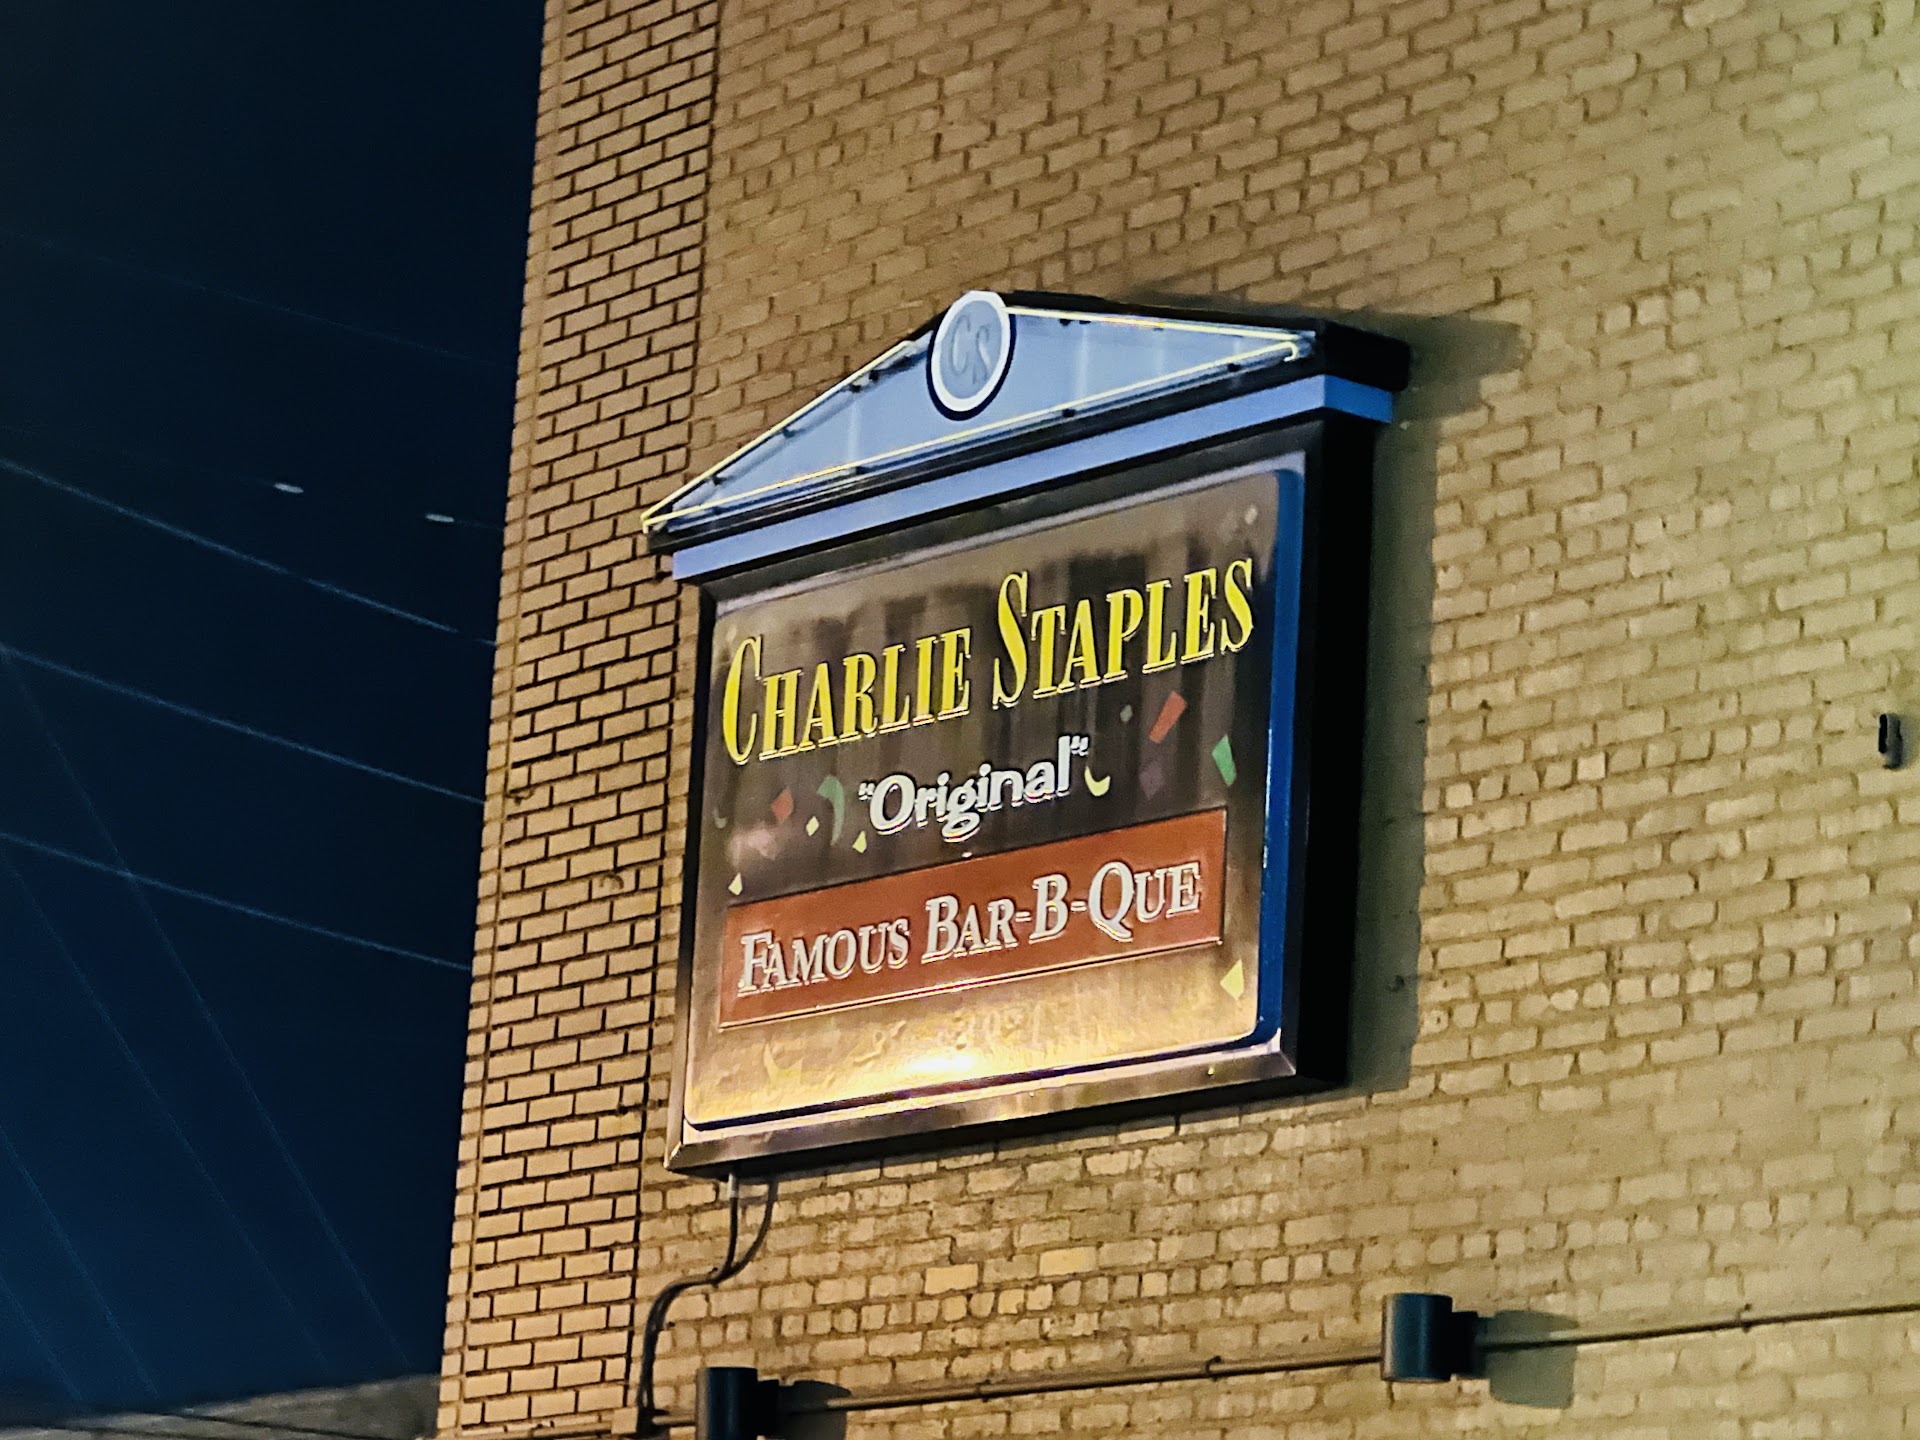 CS
CHARLIE STAPLES
"Original"
FAMOUS BAR-B-QUE